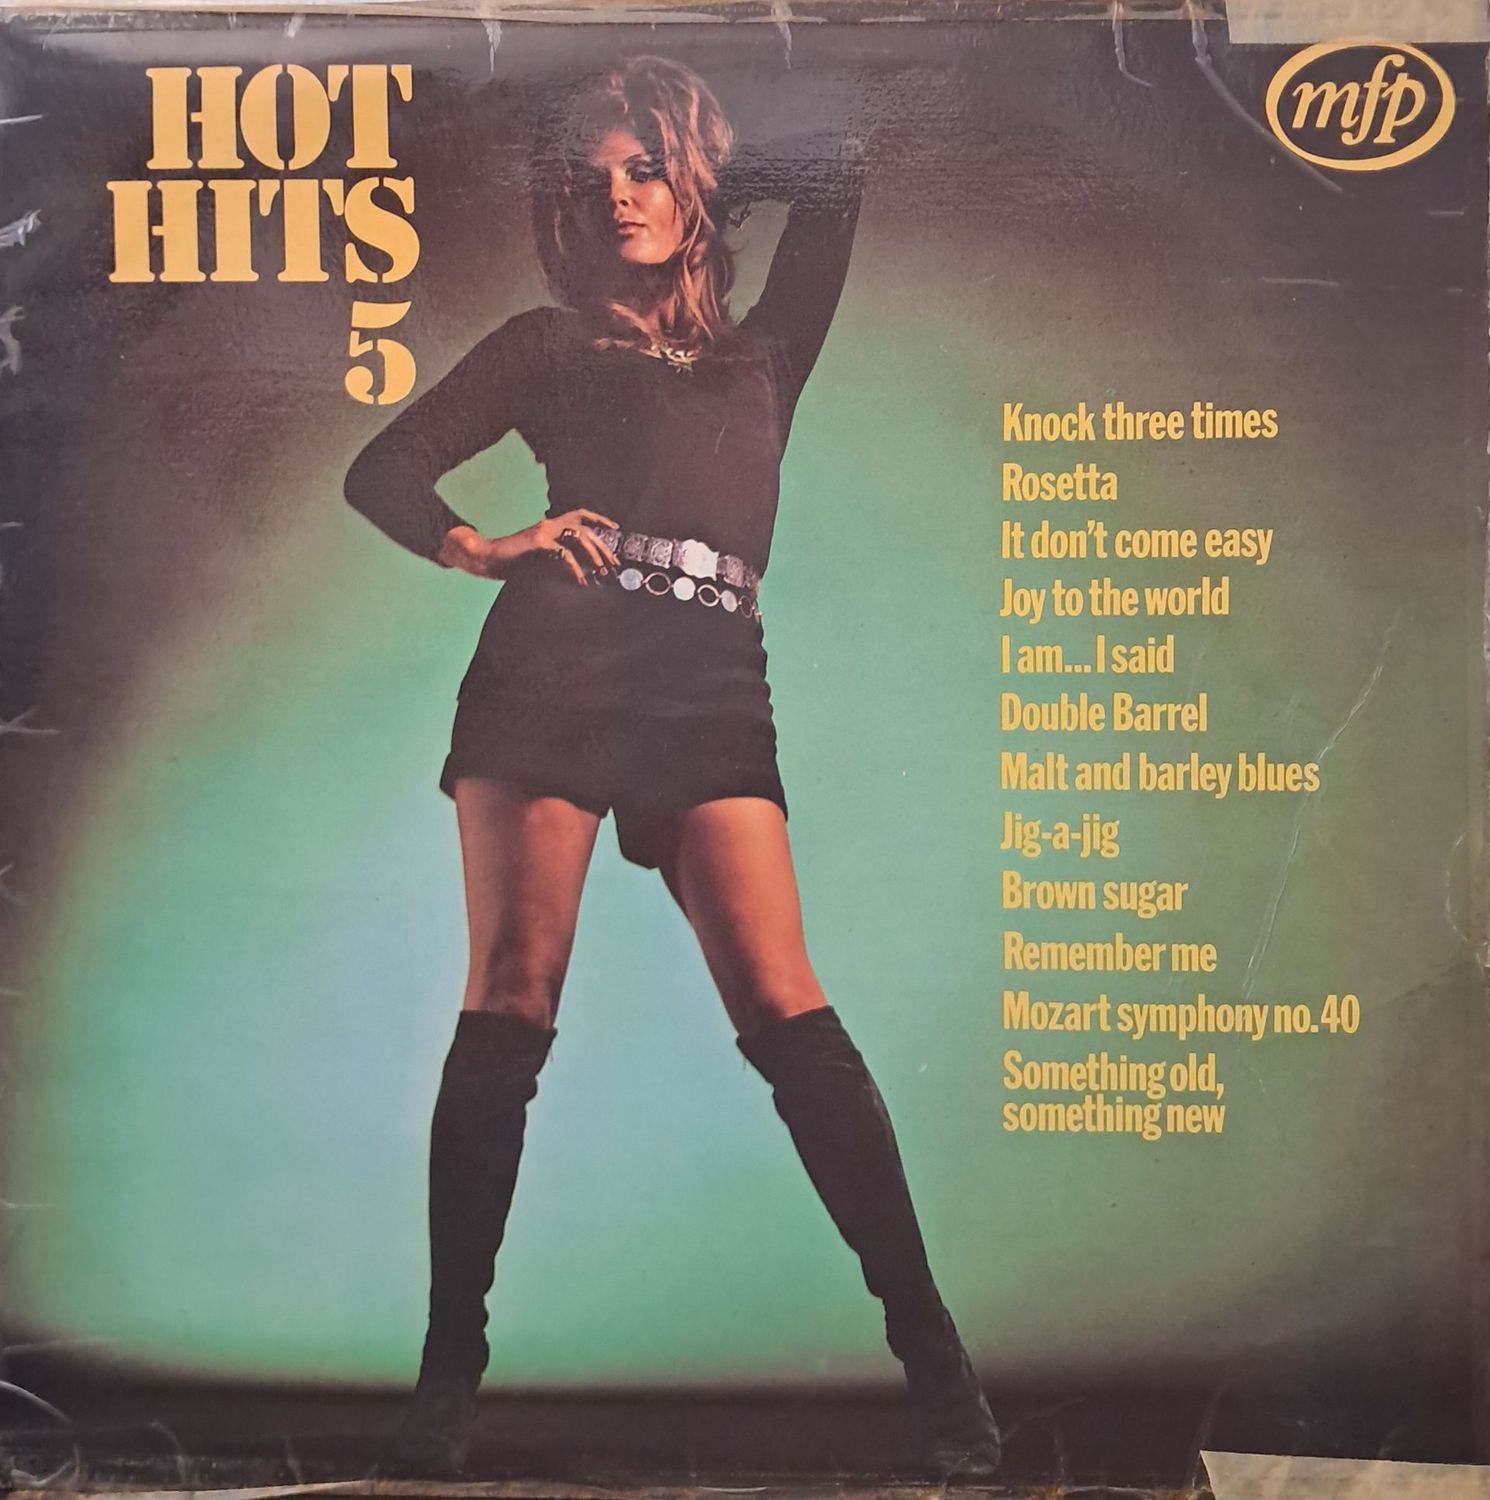 HOT
HITS
5
mfp
Knock three times
Rosetta
It don't come easy
Joy to the world
I am...I said
Double Barrel
Malt and barley blues
Jig-a-jig
Brown sugar
Remember me
Mozart symphony no.40
Something old,
something new